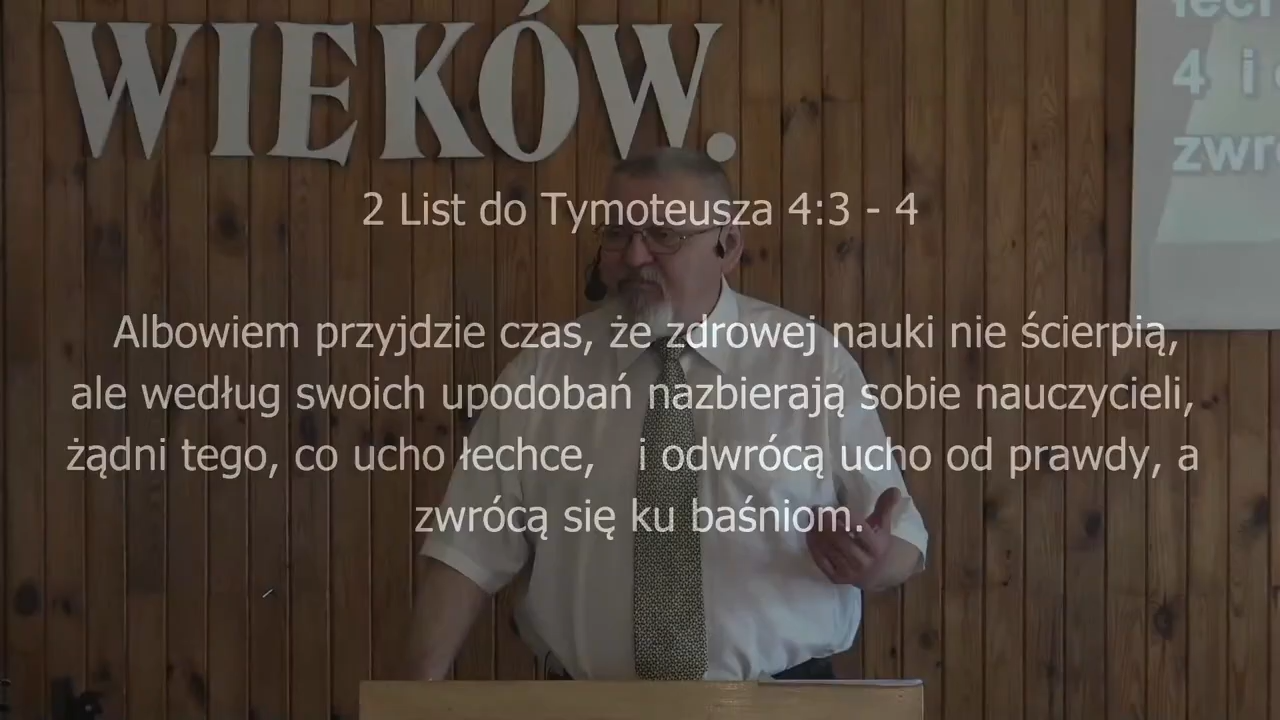 WIEKÓW.
4 i
2 List do Tymoteusza 4:3 - 4
Albowiem przyjdzie czas, że zdrowej nauki nie ścierpią,
ale według swoich upodobań nazbierają sobie nauczycieli,
żądni tego, co ucho łechce, i odwrócą ucho od prawdy, a
zwrócą się ku baśniom.